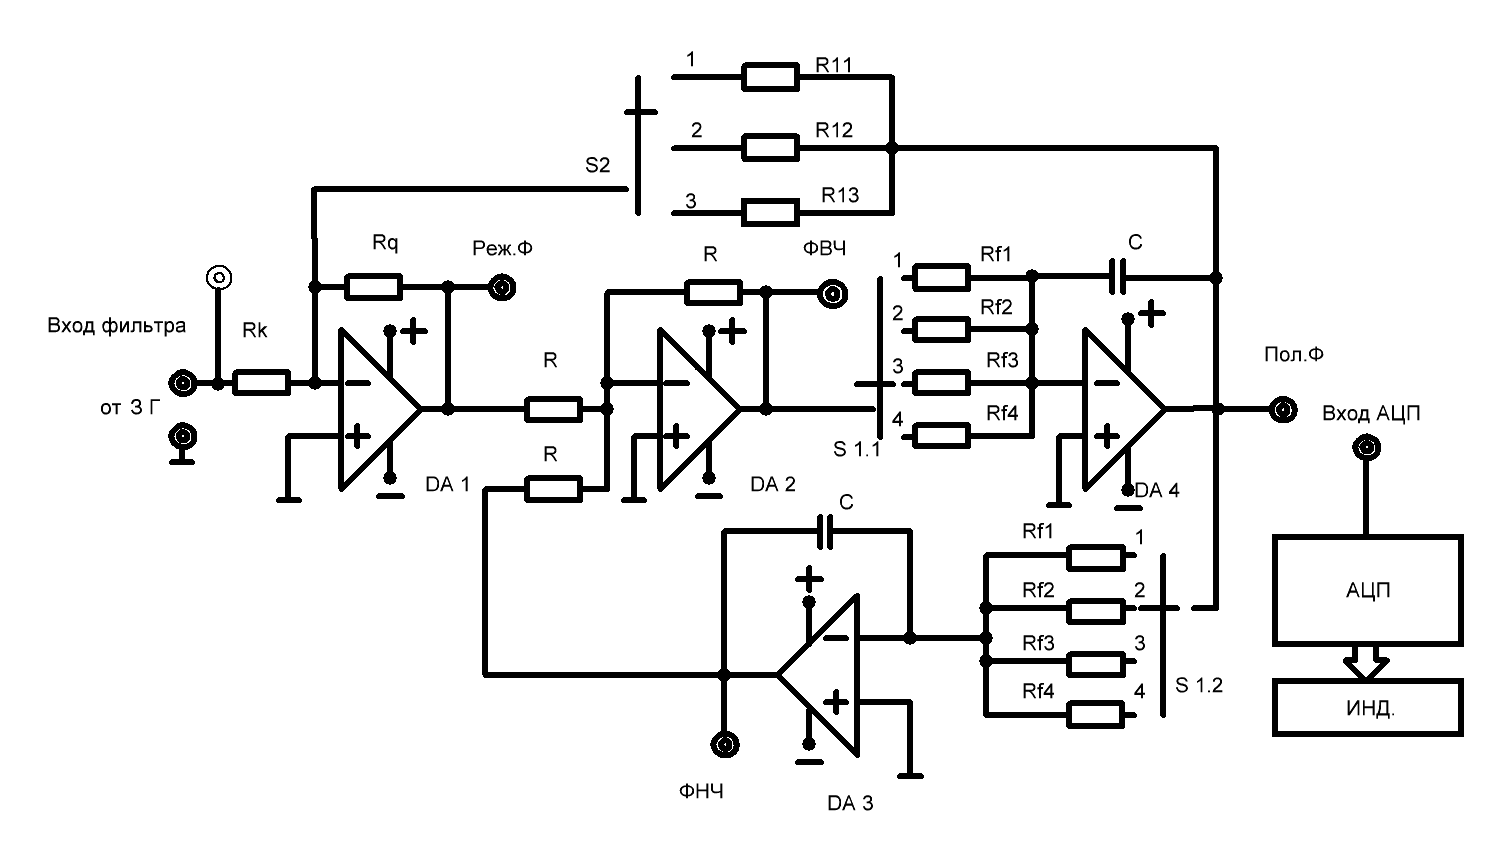 1
R11
2
R12
S2
3
R13
Rq
Реж.Ф
R
ФВЧ
1
Rf1
C
Вход фильтра
Rk
+
+
2
Rf2
+
R
3
Rf3
Пол.Ф
от З Г
−
−
4
Rf4
−
Вход АЦП
+
+
+
R
S 1.1
−
DA 1
−
DA 2
−
DA 4
C
Rf1
1
+
Rf2
2
АЦП
−
Rf3
3
+
Rf4
4
S 1.2
ИНД.
−
ФНЧ
DA 3